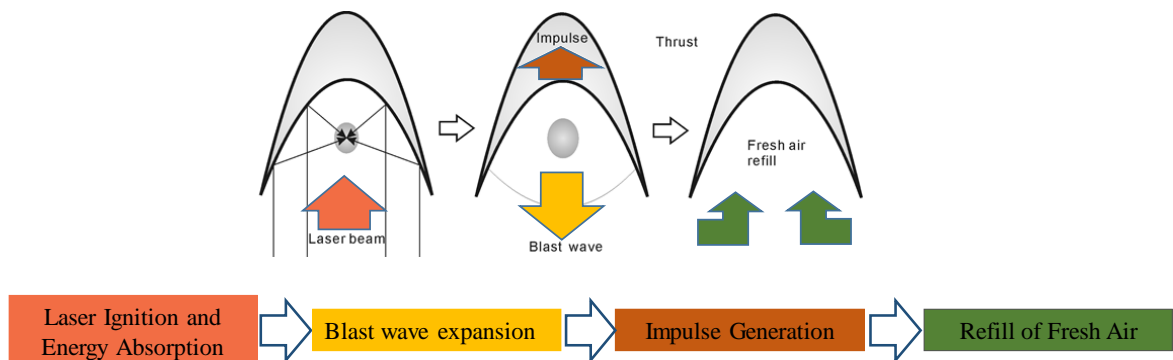 Impulse
Thrust
Fresh air
refill
Laser beam
Blast wave
Laser Ignition and
Energy Absorption
Blast wave expansion
Impulse Generation
Refill of Fresh Air